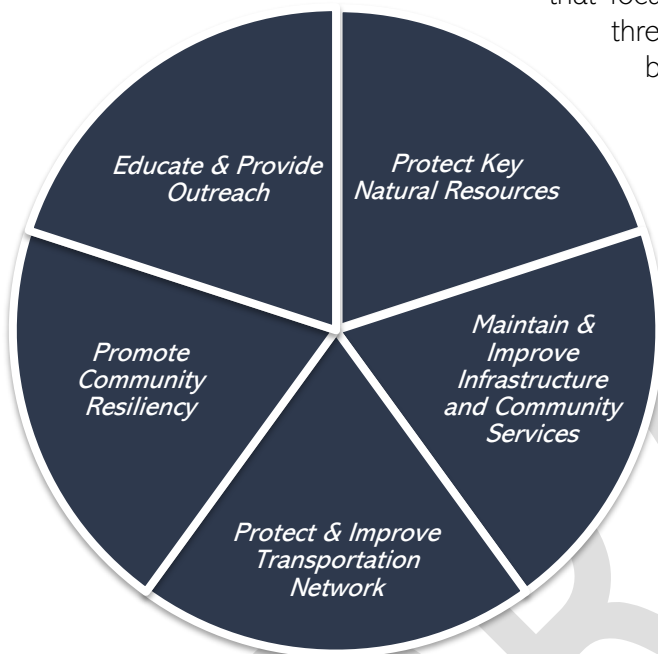 that
thre
b
Educate & Provide
Outreach
Protect Key
Natural Resources
Maintain &
Improve
Infrastructure
and Community
Services
Protect & Improve
Transportation
Network
Promote
Community
Resiliency